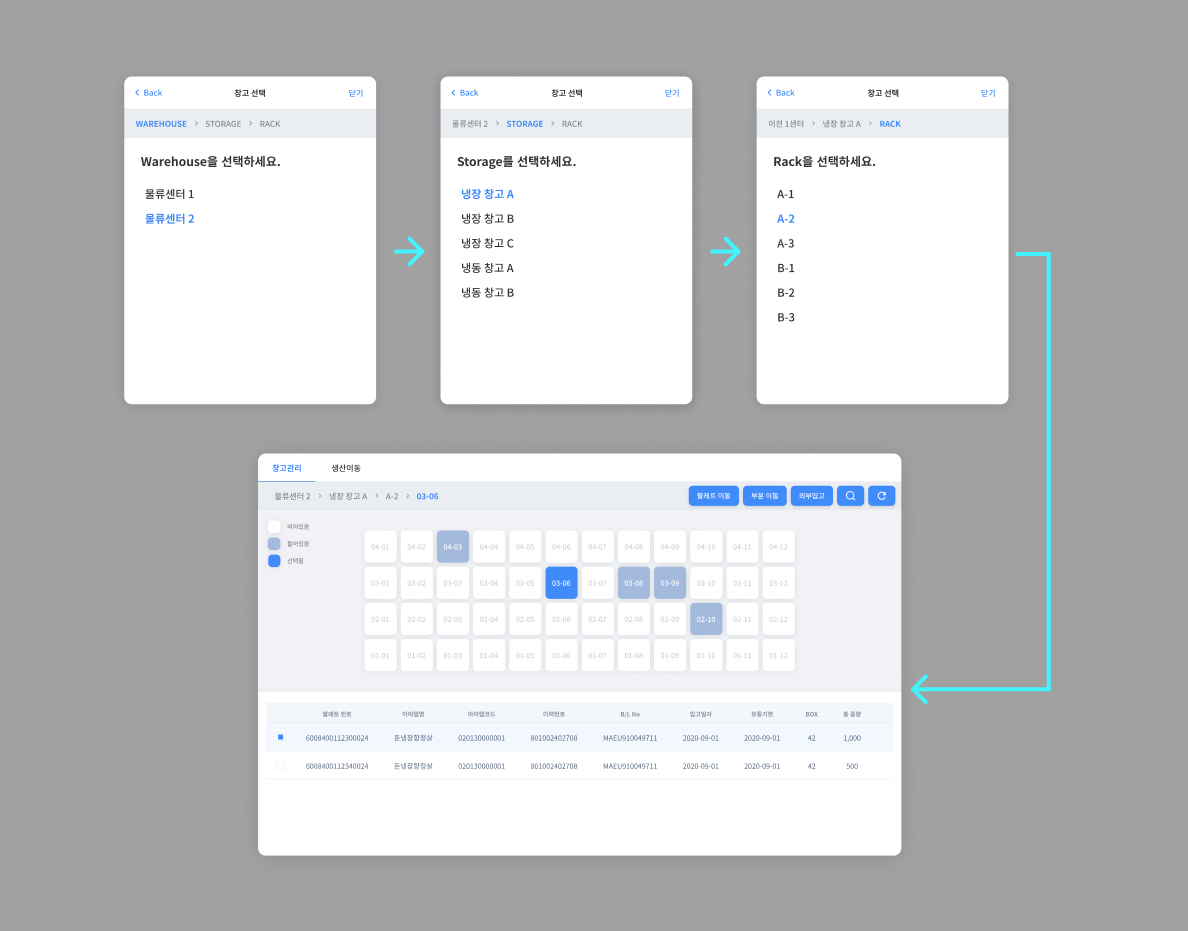 Back 창고 선택 닫기
WAREHOUSE > STORAGE > RACK
Warehouse을 선택하세요.
물류센터 1
물류센터 2
Back 창고 선택 닫기
물류센터 2 > STORAGE > RACK
Storage를 선택하세요.
냉장 창고 A
냉장 창고 B
냉장 창고 C
냉동 창고 A
냉동 창고 B
Back 창고 선택 닫기
이천 1센터 > 냉장 창고 A > RACK
Rack을 선택하세요.
A-1
A-2
A-3
B-1
B-2
B-3
창고관리 생산이동
물류센터 2 > 냉장 창고 A > A-2 > 03-06
팔레트 이동 부분 이동 외부입고
비어있음
들어있음
선택됨
04-01 04-02 04-03 04-04 04-05 04-06 04-07 04-08 04-09 04-10 04-11 04-12
03-01 03-02 03-03 03-04 03-05 03-06 03-07 03-08 03-09 03-10 03-11 03-12
02-01 02-02 02-03 02-04 02-05 02-06 02-07 02-08 02-09 02-10 02-11 02-12
01-01 01-02 01-03 01-04 01-05 01-06 01-07 01-08 01-09 01-10 01-11 01-12
팔레트 번호 아이템명 아이템코드 이력번호 B/L No 입고일자 유통기한 BOX 총 중량
6008400112300024 돈냉장항정살 020130000001 801002402708 MAEU910049711 2020-09-01 2020-09-01 42 1,000
6008400112340024 돈냉장항정살 020130000001 801002402708 MAEU910049711 2020-09-01 2020-09-01 42 500